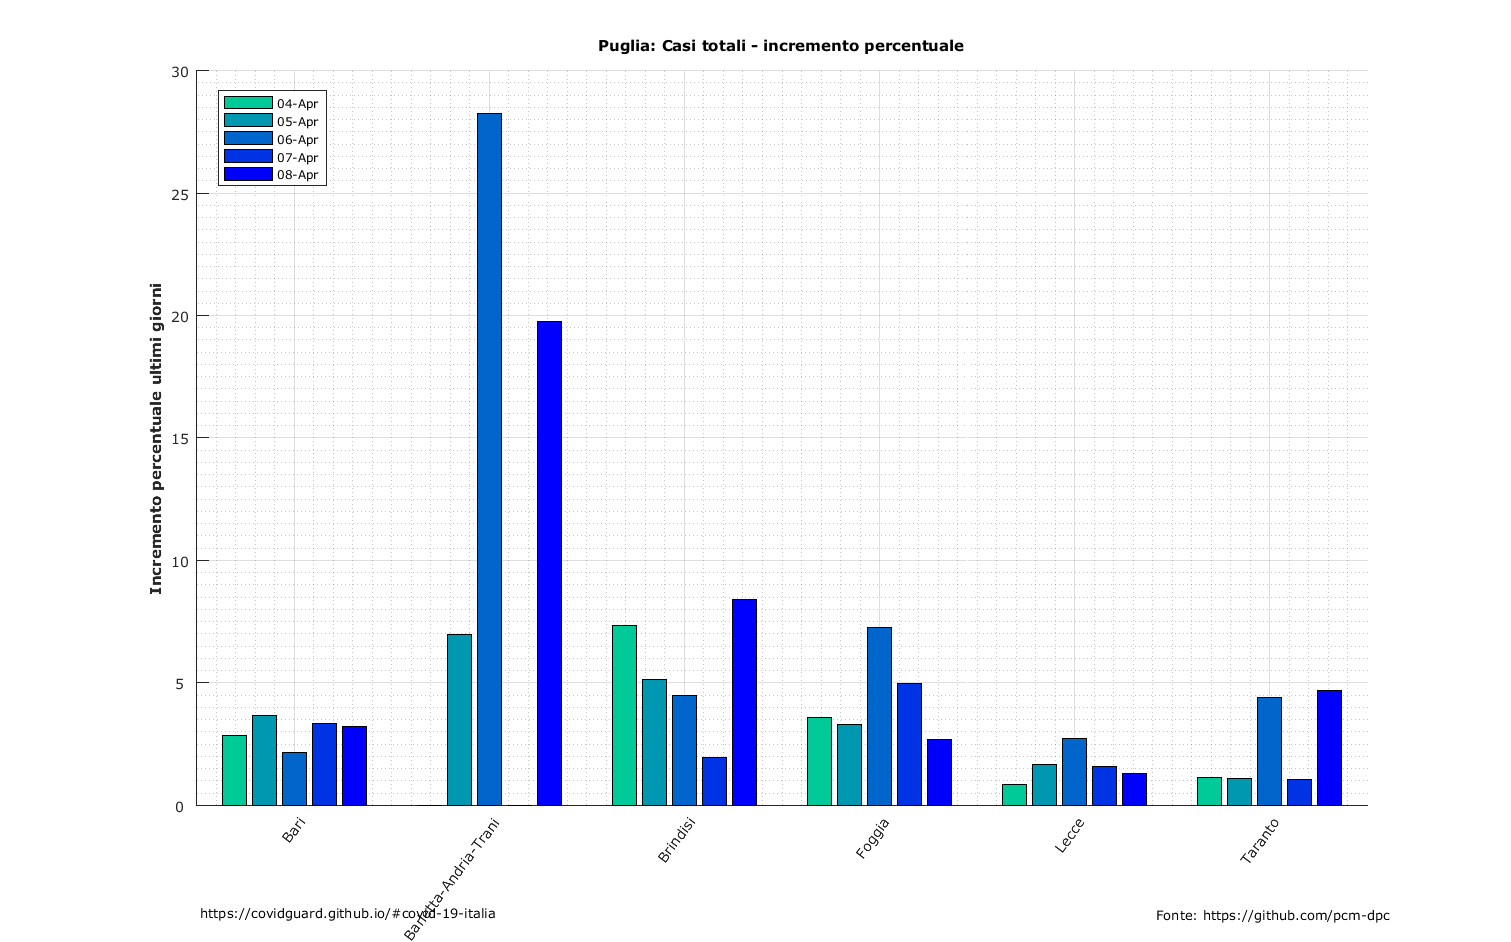 Puglia: Casi totali - incremento percentuale
30
25
20
15
10
5
0
Incremento percentuale ultimi giorni
04-Apr
05-Apr
06-Apr
07-Apr
08-Apr
Bari
Barletta-Andria-Trani
Brindisi
Foggia
Lecce
Taranto
https://covidguard.github.io/#covid-19-italia
Fonte: https://github.com/pcm-dpc